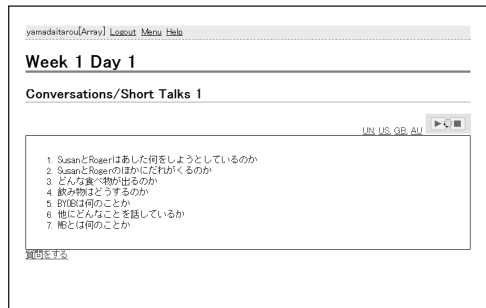 yamadaitarou[Array] Logout Menu Help
Week 1 Day 1
Conversations/Short Talks 1
UN, US, GB, AU
1. SusanとRogerはあした何をしようとしているのか
2. SusanとRogerのほかにだれがくるのか
3. どんな食べ物が出るのか
4. 飲み物はどうするのか
5. BYOBは何のことか
6. 他にどんなことを話しているか
7. MBとは何のことか
質問をする